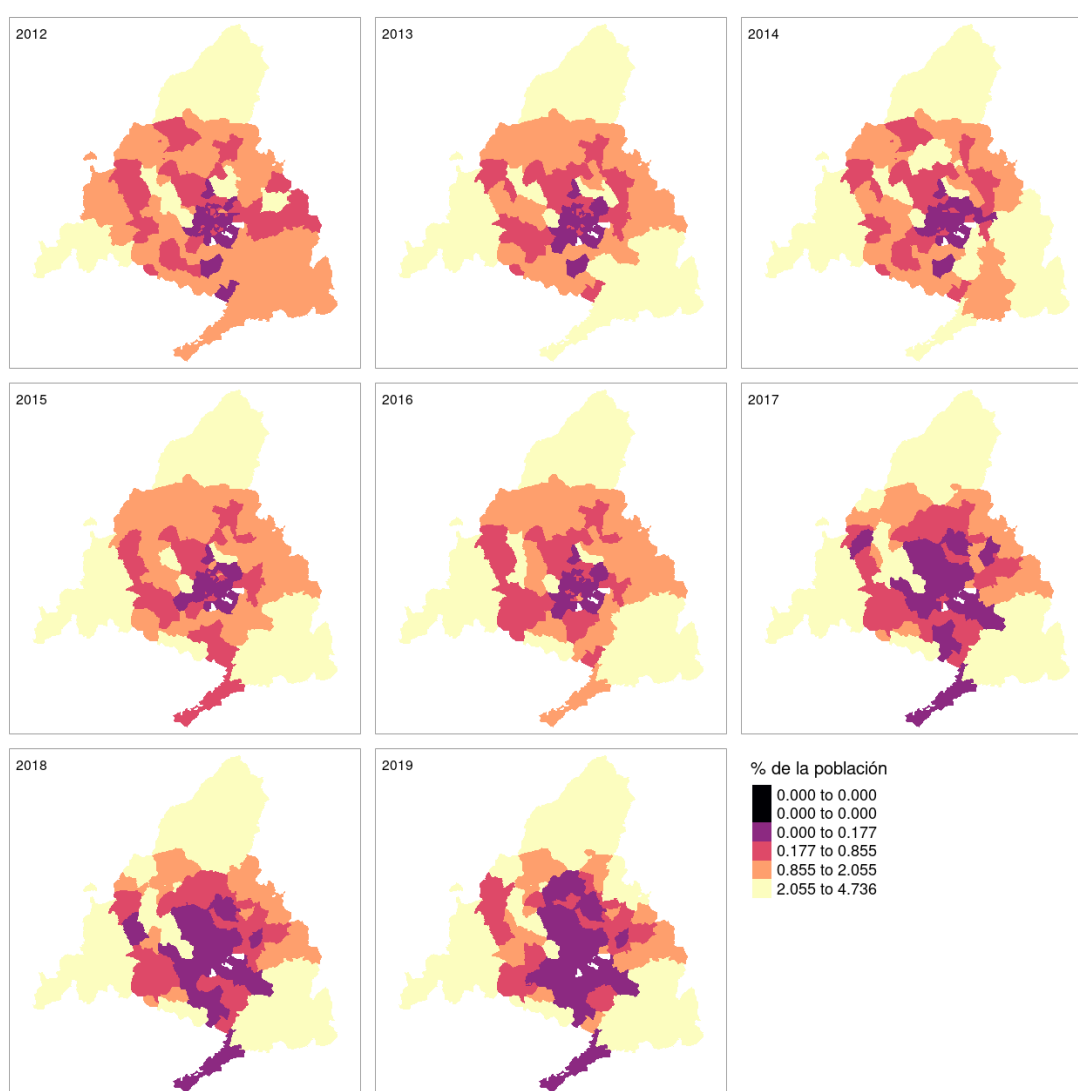 2012
2013
2014
2015
2016
2017
2018
2019
% de la población
0.000 to 0.000
0.000 to 0.000
0.000 to 0.177
0.177 to 0.855
0.855 to 2.055
2.055 to 4.736